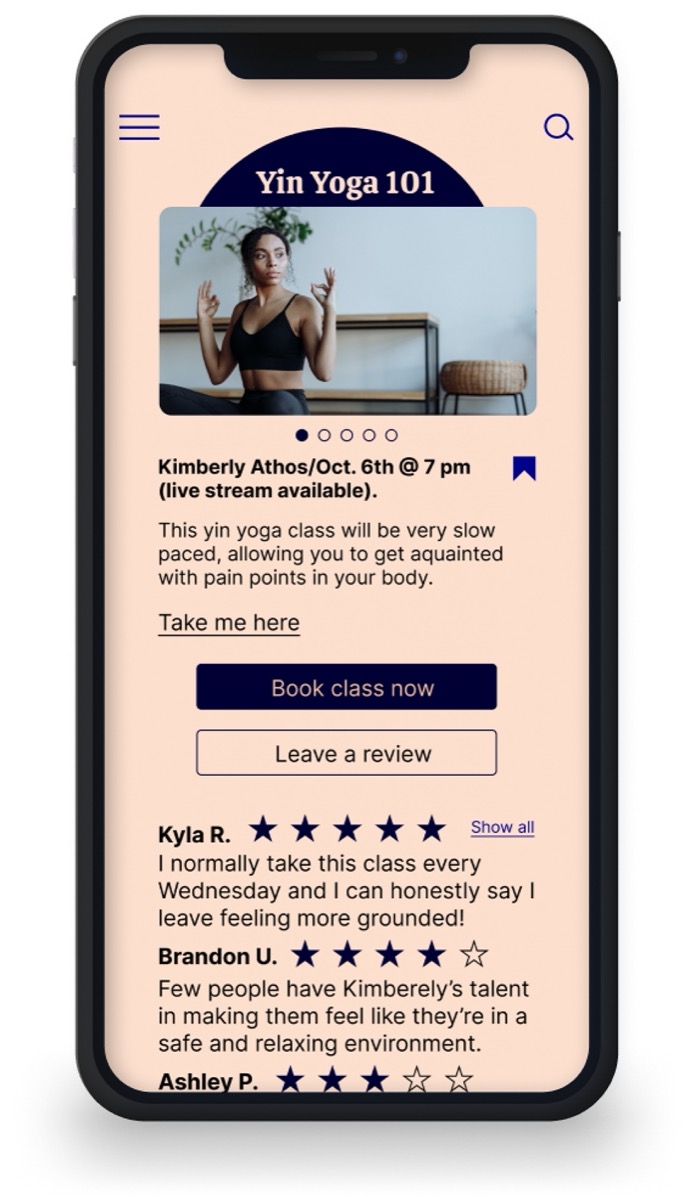 Yin Yoga 101
Kimberly Athos/Oct. 6th @ 7 pm
(live stream available).
This yin yoga class will be very slow
paced, allowing you to get aquainted
with pain points in your body.
Take me here
Book class now
Leave a review
Kyla R. ★ ★ ★ ★ ★ Show all
I normally take this class every
Wednesday and I can honestly say I
leave feeling more grounded!
Brandon U. ★ ★ ★ ★ ☆
Few people have Kimberely’s talent
in making them feel like they’re in a
safe and relaxing environment.
Ashley P. ★ ★ ★ ☆ ☆